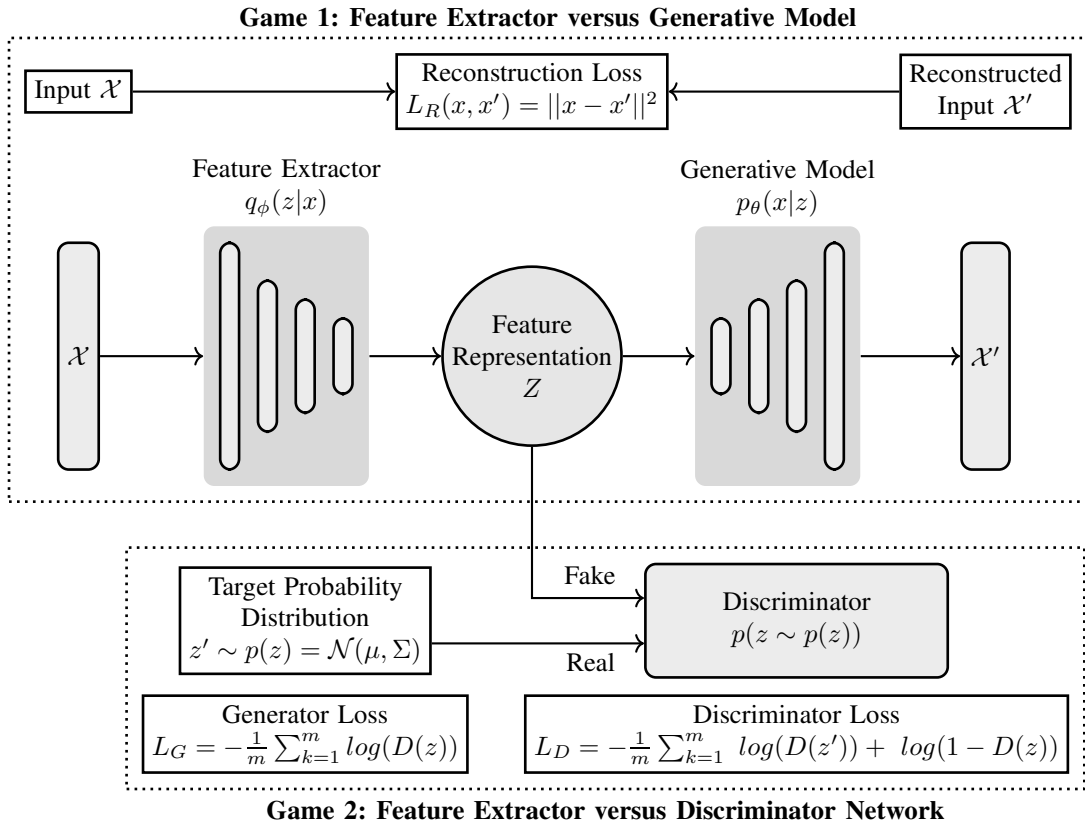 Game 1: Feature Extractor versus Generative Model
Input 𝒳
Reconstruction Loss
L_R(x, x′) = ||x − x′||²
Reconstructed
Input 𝒳′
Feature Extractor
q_ϕ(z|x)
Generative Model
p_θ(x|z)
𝒳
Feature
Representation
Z
𝒳′
Fake
Target Probability
Distribution
z′ ∼ p(z) = 𝒩(μ, Σ)
Real
Discriminator
p(z ∼ p(z))
Generator Loss
L_G = −\frac{1}{m} ∑_{k=1}^{m} log(D(z))
Discriminator Loss
L_D = −\frac{1}{m} ∑_{k=1}^{m} log(D(z′)) + log(1 − D(z))
Game 2: Feature Extractor versus Discriminator Network